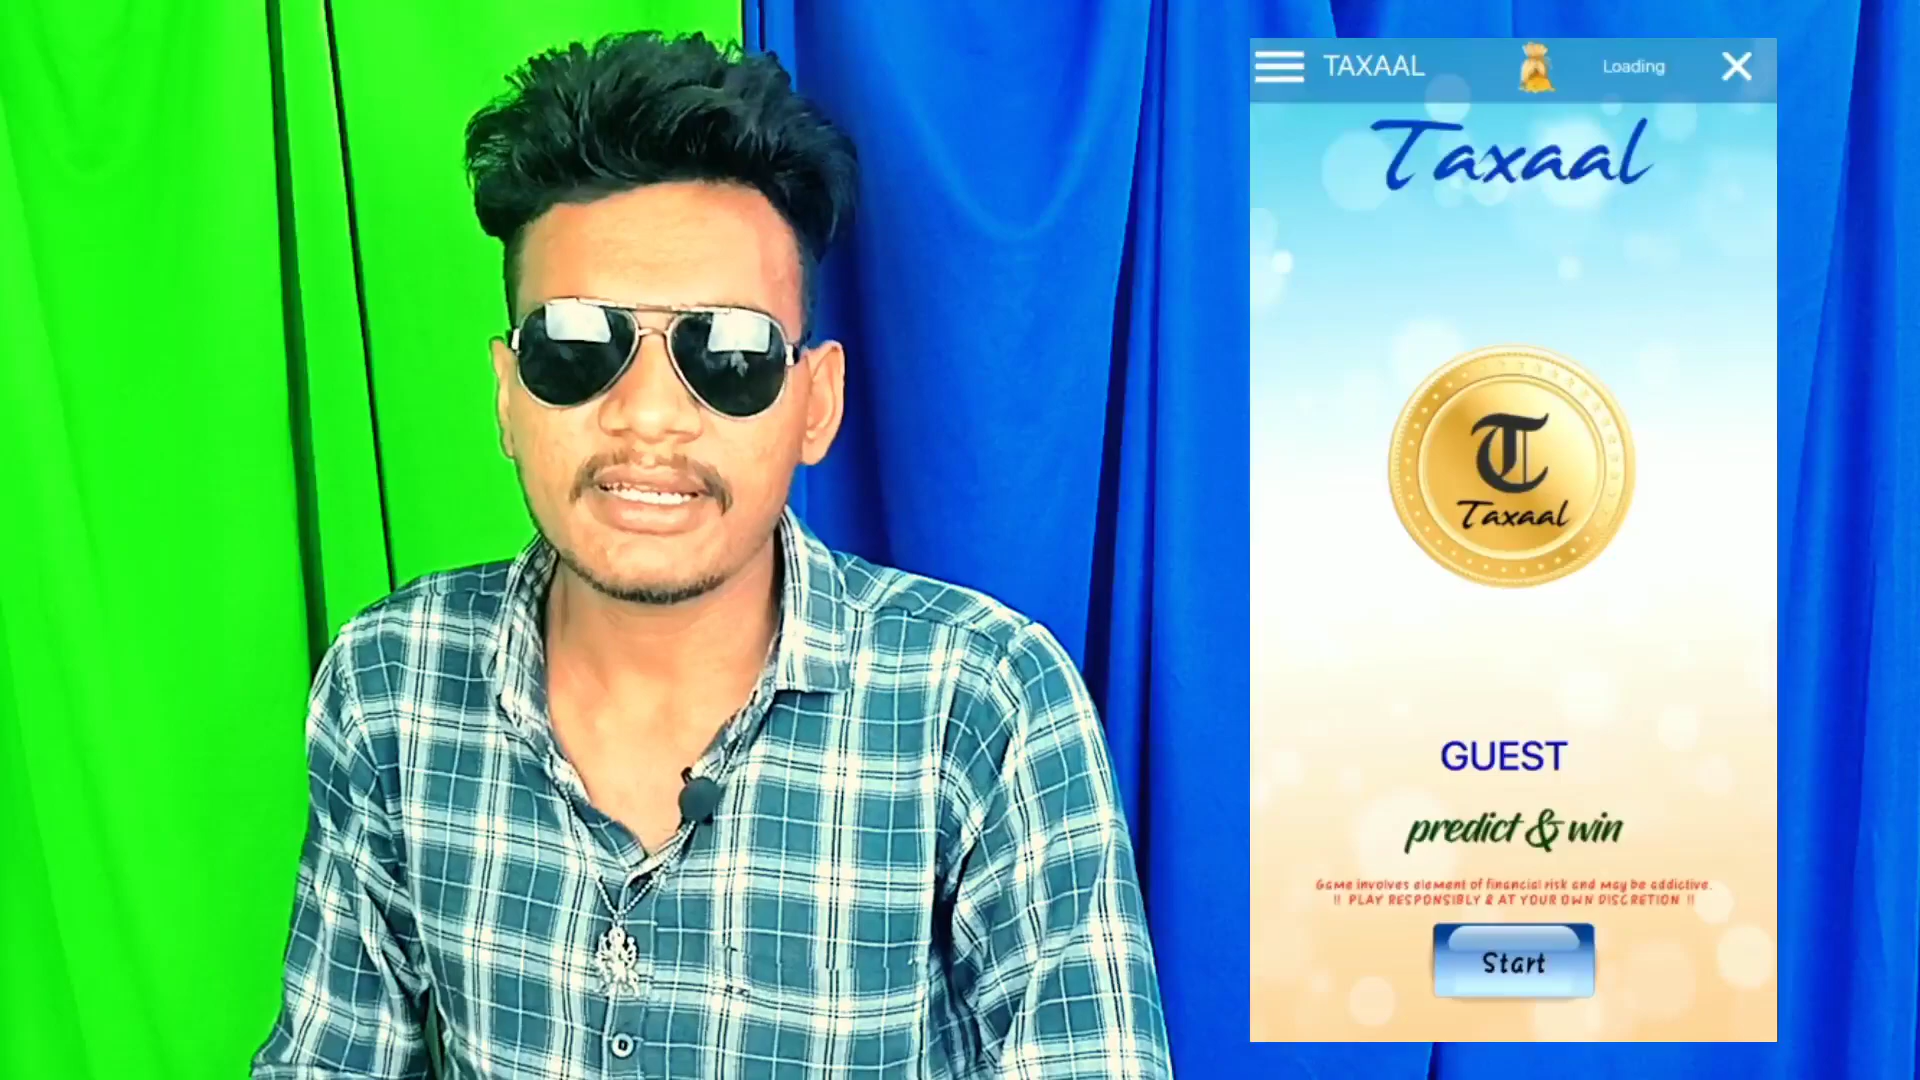 TAXAAL
Loading
Taxaal
T
Taxaal
GUEST
predict & win
Game involves element of financial risk and may be addictive.
!! PLAY RESPONSIBLY & AT YOUR OWN DISCRETION !!
Start